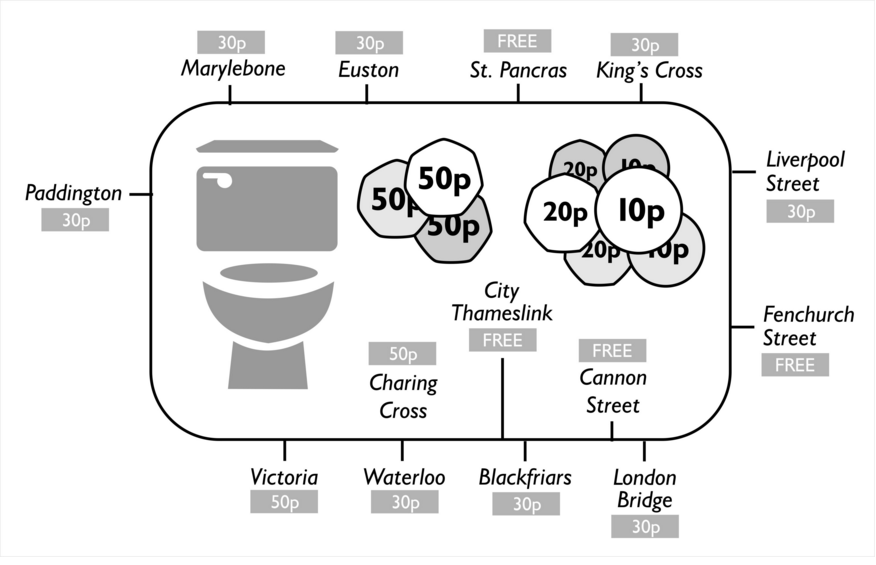 30p
Marylebone
30p
Euston
FREE
St. Pancras
30p
King's Cross
Paddington
30p
50p
50p
50p
20p
10p
20p
10p
20p
10p
Liverpool
Street
30p
Fenchurch
Street
FREE
City
Thameslink
FREE
50p
Charing
Cross
FREE
Cannon
Street
Victoria
50p
Waterloo
30p
Blackfriars
30p
London
Bridge
30p